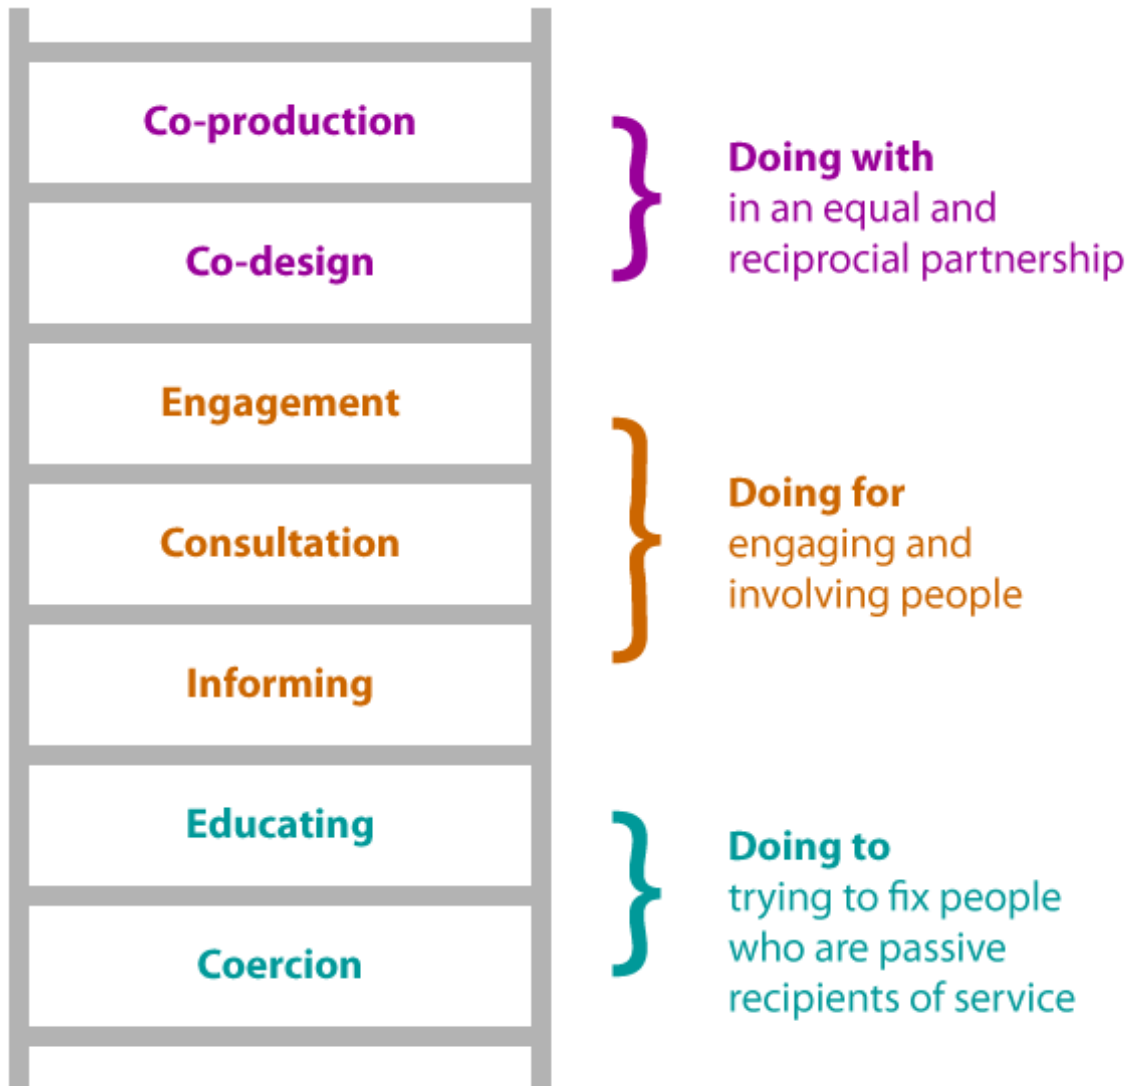 Co-production
Co-design
Doing with
in an equal and
reciprocial partnership
Engagement
Consultation
Informing
Doing for
engaging and
involving people
Educating
Coercion
Doing to
trying to fix people
who are passive
recipients of service